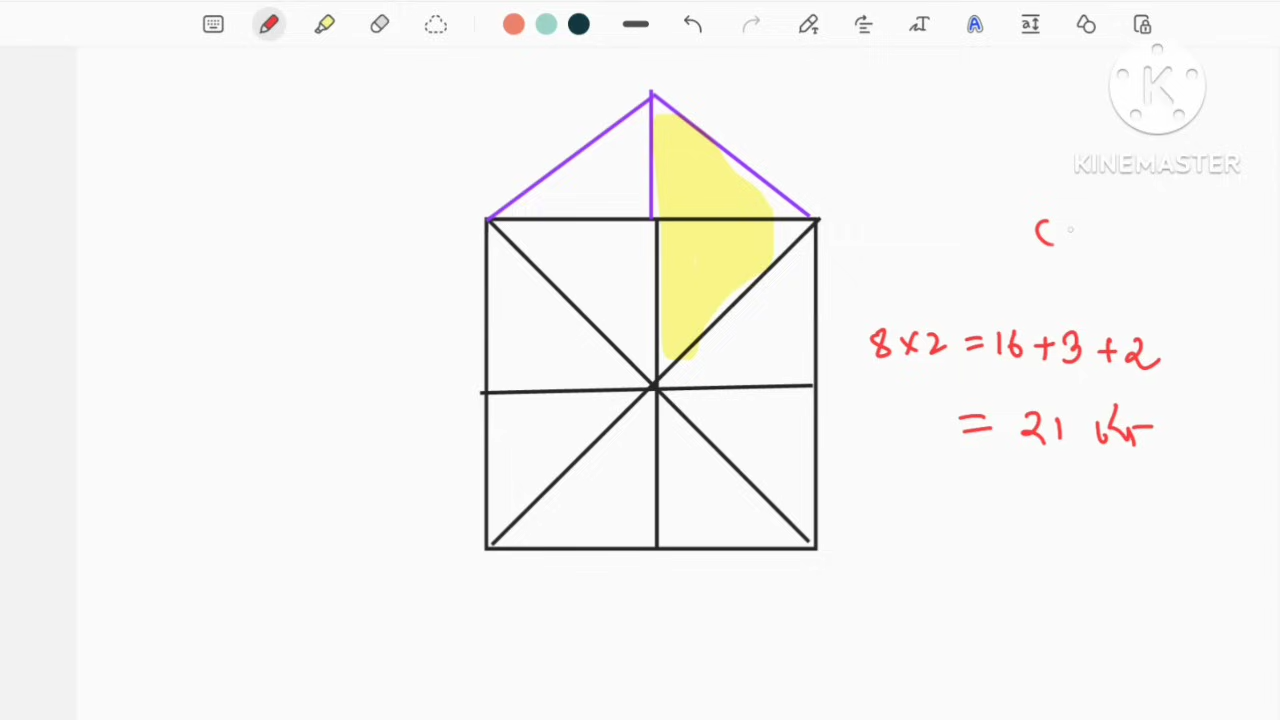 K
KINEMASTER
(
8×2 = 16+3+2
= 21